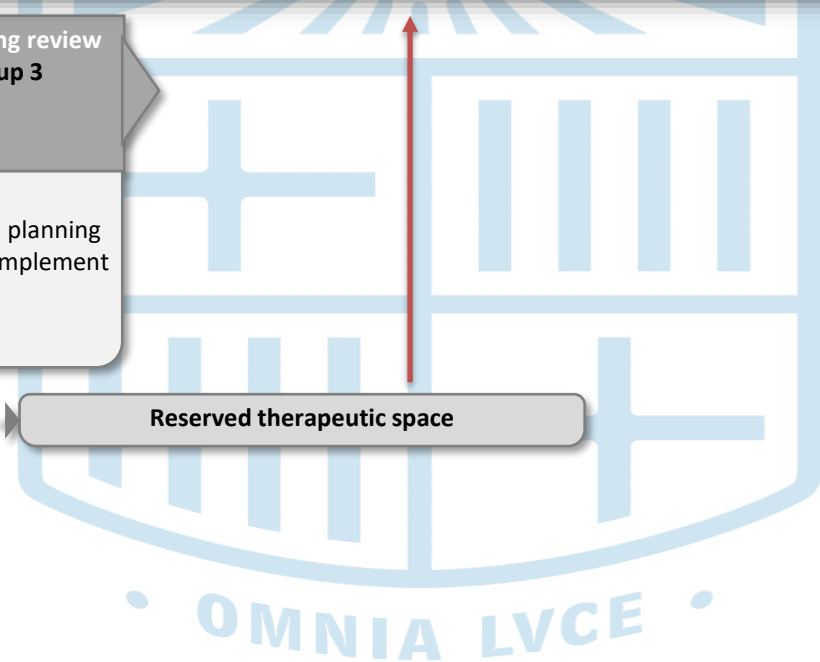 ng review
up 3
planning
mplement
Reserved therapeutic space
• OMNIA LVCE •